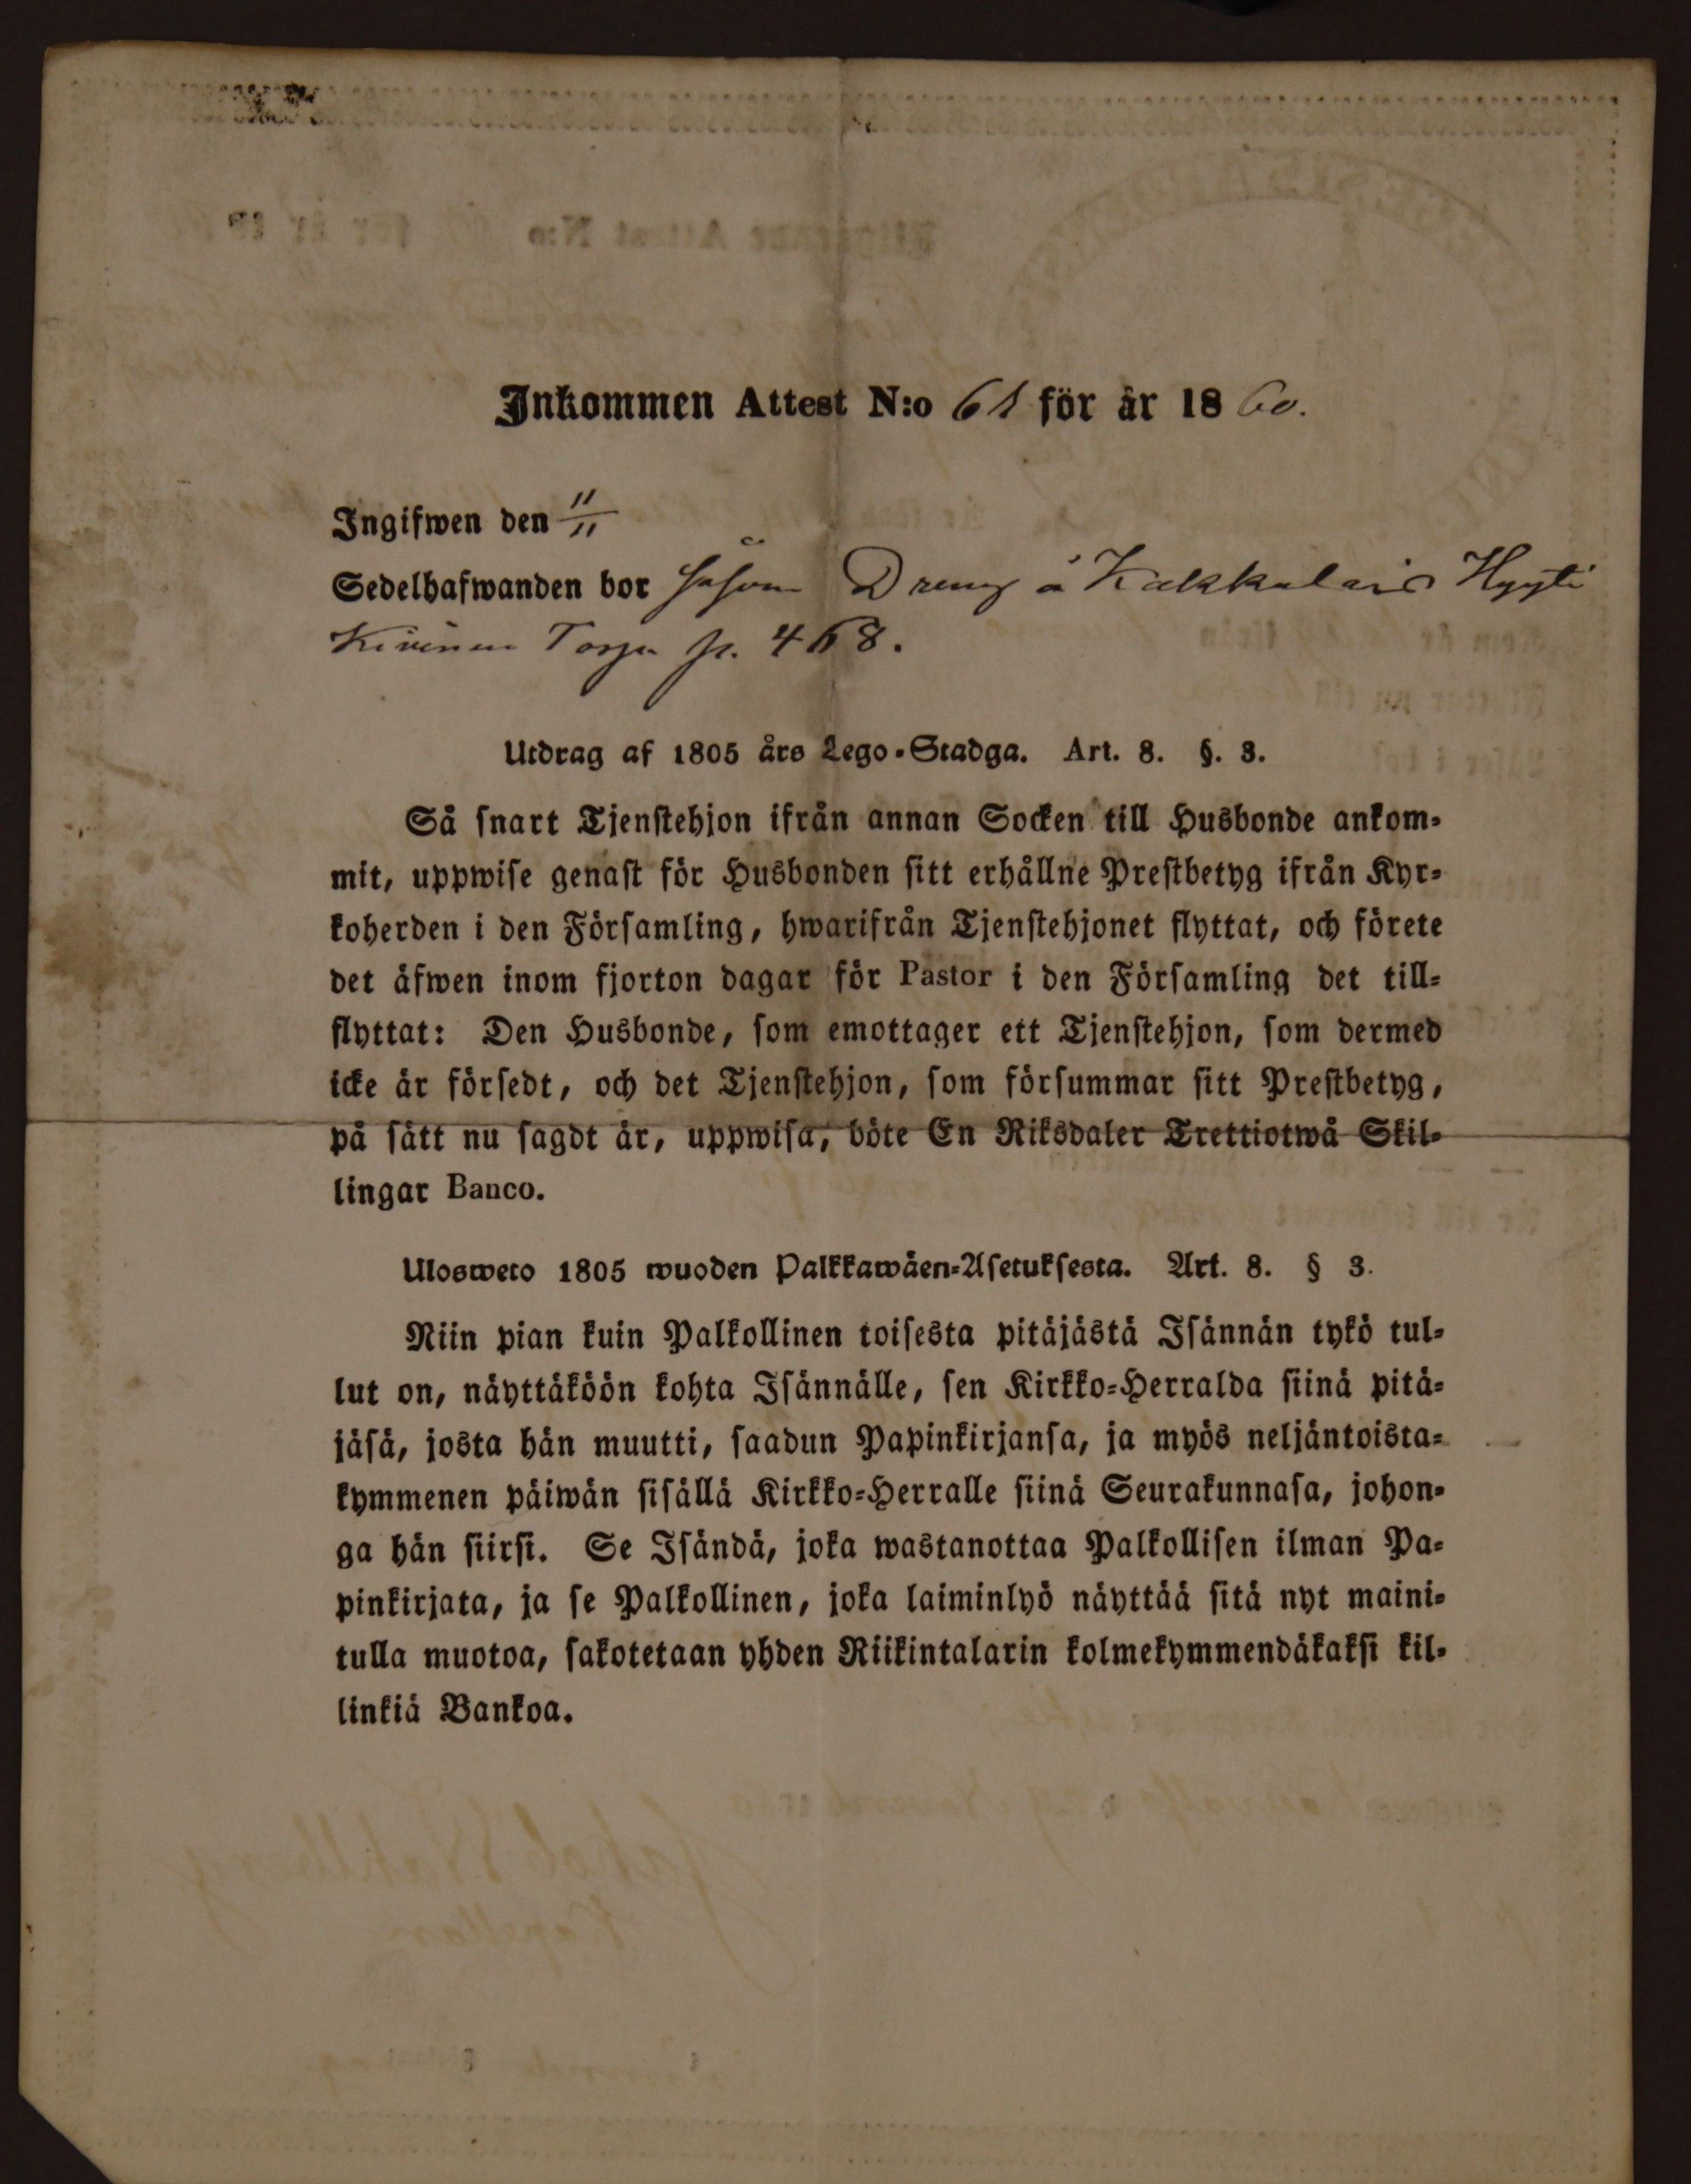 Inkommen Attest N:o 61 för år 1860.
Ingifwen den 11/11
Sedelhafwanden bor såsom Dreng å Kakkalais Hyyti
Kivinen Torp p. 468.
Utdrag af 1805 års Lego-Stadga. Art. 8. §. 3.
Så snart Tjenstehjon ifrån annan Socken till Husbonde ankom-
mit, uppwise genast för Husbonden sitt erhållne Prestbetyg ifrån Kyr-
koherden i den Församling, hwarifrån Tjenstehjonet flyttat, och förete
det äfwen inom fjorton dagar för Pastor i den Församling det till-
flyttat: Den Husbonde, som emottager ett Tjenstehjon, som dermed
icke är försedt, och det Tjenstehjon, som försummar sitt Prestbetyg,
på sätt nu sagdt är, uppwisa, böte En Riksdaler Trettiotwå Skil-
lingar Banco.
Ulosweto 1805 wuoden Palkkawäen-Asetuksesta. Art. 8. § 3.
Niin pian kuin Palkollinen toisesta pitäjästä Isännän tykö tul-
lut on, näyttäköön kohta Isännälle, sen Kirkko-Herralda siinä pitä-
jäsä, josta hän muutti, saadun Papinkirjansa, ja myös neljäntoista-
kymmenen päiwän sisällä Kirkko-Herralle siinä Seurakunnasa, johon-
ga hän siirsi. Se Isändä, joka wastanottaa Palkollisen ilman Pa-
pinkirjata, ja se Palkollinen, joka laiminlyö näyttää sitä nyt maini-
tulla muotoa, sakotetaan yhden Riikintalarin kolmekymmendäkaksi kil-
linkiä Bankoa.